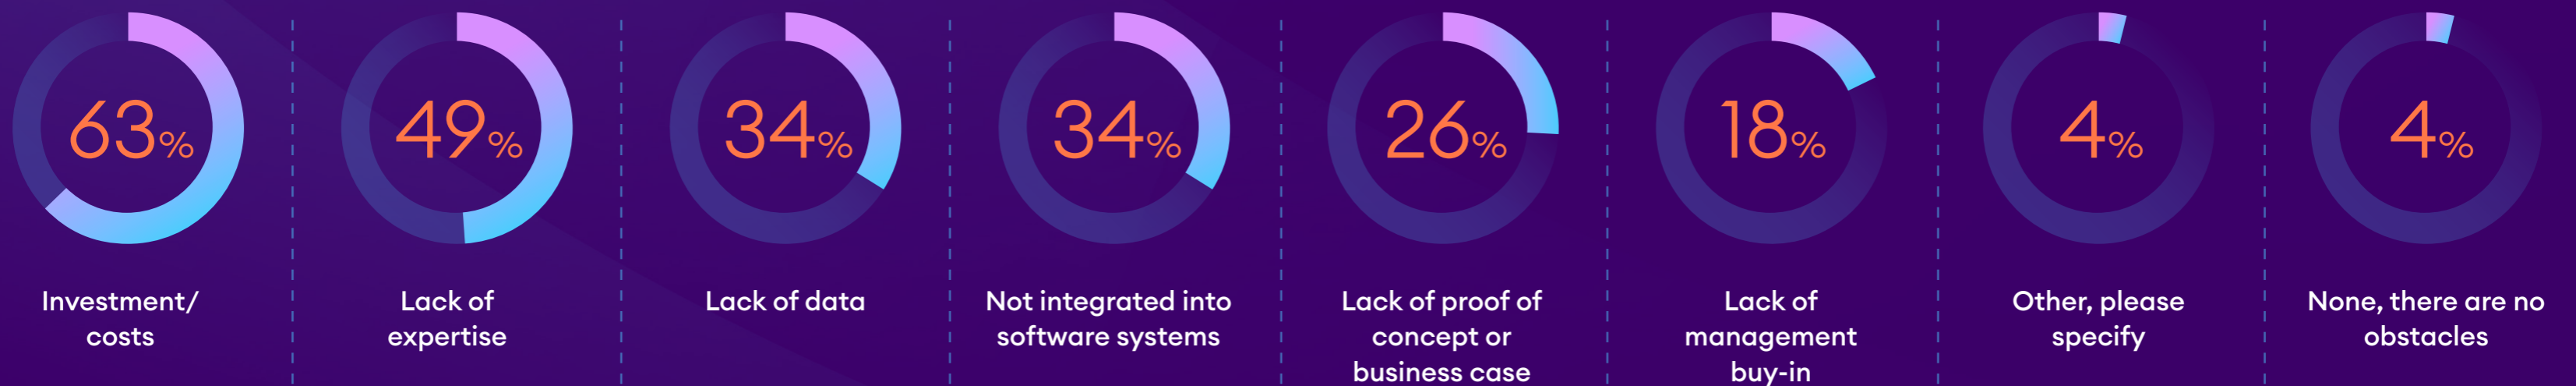 63%
Investment/
costs
49%
Lack of
expertise
34%
Lack of data
34%
Not integrated into
software systems
26%
Lack of proof of
concept or
business case
18%
Lack of
management
buy-in
4%
Other, please
specify
4%
None, there are no
obstacles